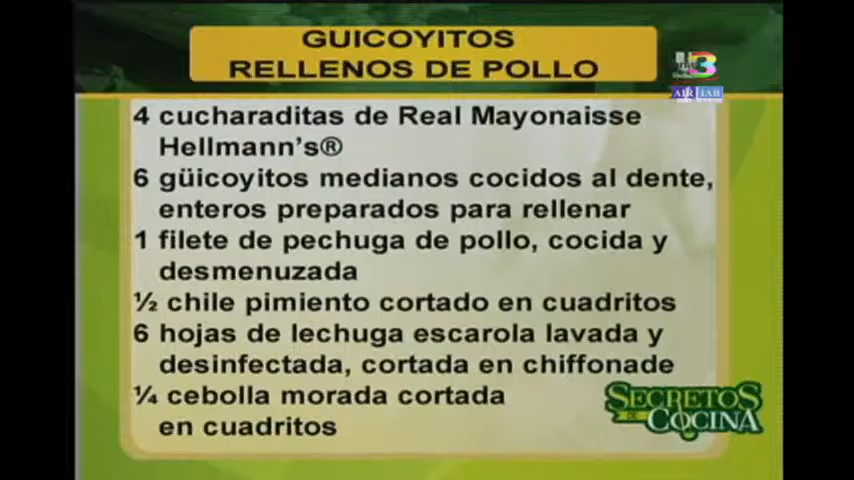 GUICOYITOS
RELLENOS DE POLLO
3
4 cucharaditas de Real Mayonaisse
Hellmann's®
6 güicoyitos medianos cocidos al dente,
enteros preparados para rellenar
1 filete de pechuga de pollo, cocida y
desmenuzada
½ chile pimiento cortado en cuadritos
6 hojas de lechuga escarola lavada y
desinfectada, cortada en chiffonade
¼ cebolla morada cortada
en cuadritos
SECRETOS
DE COCINA